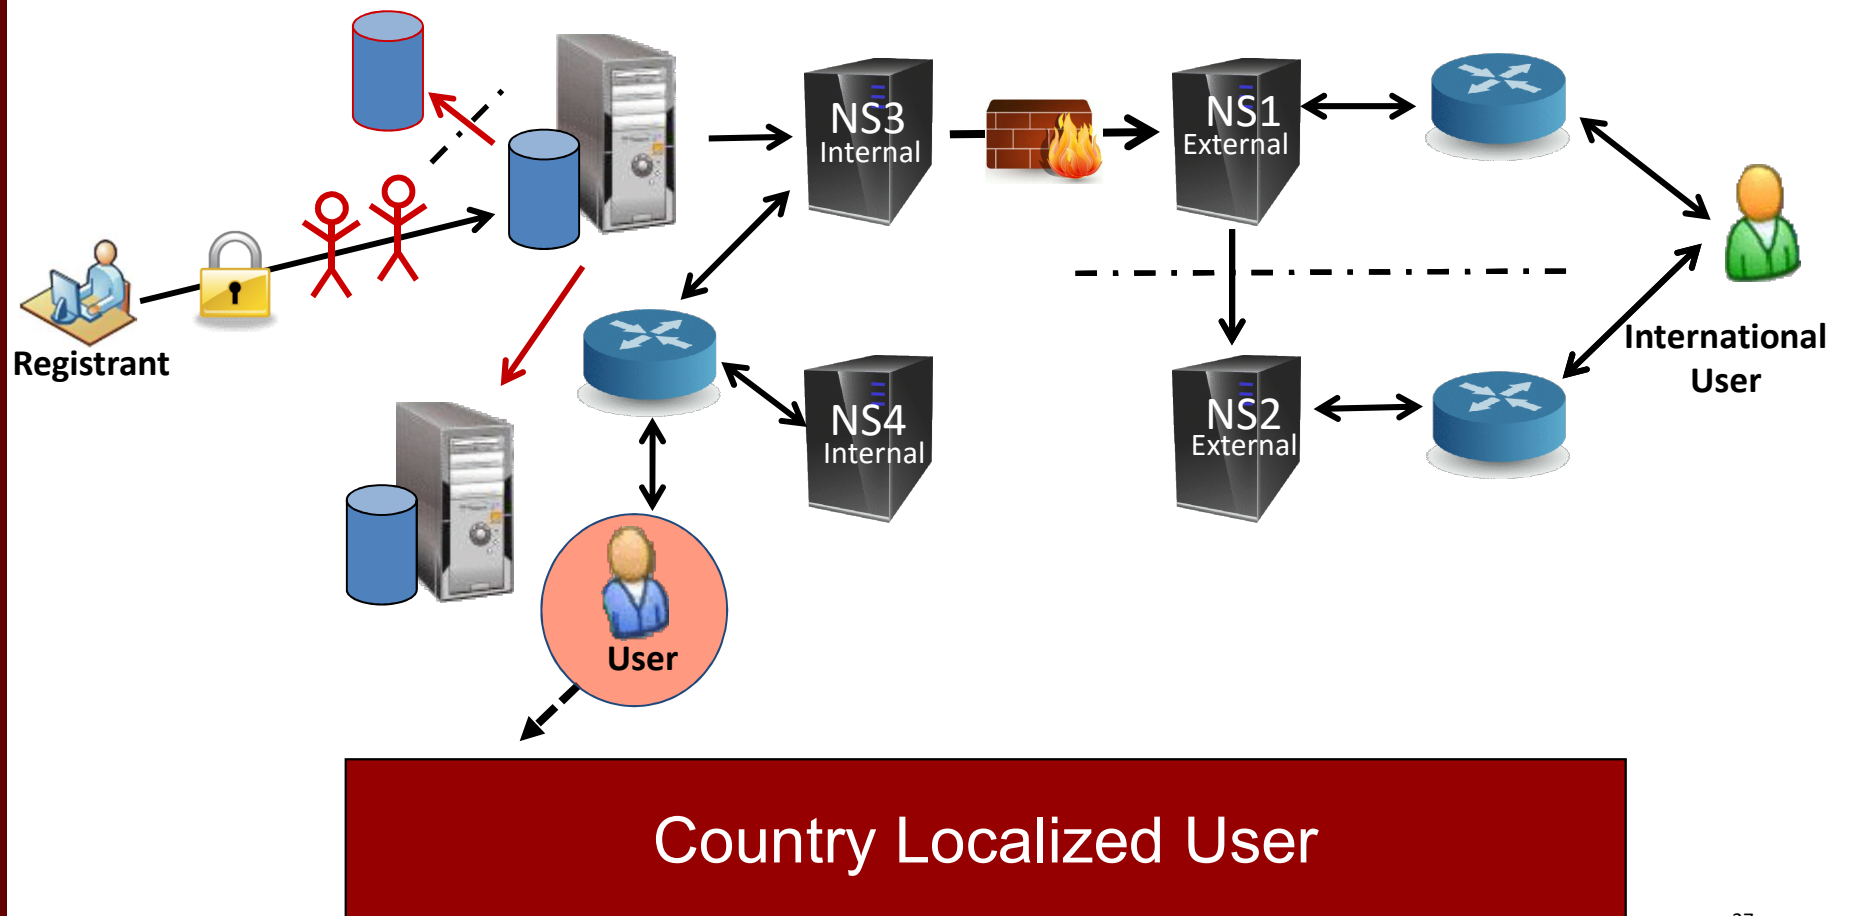 NS3
Internal
NS1
External
Registrant
International
User
NS4
Internal
NS2
External
User
Country Localized User